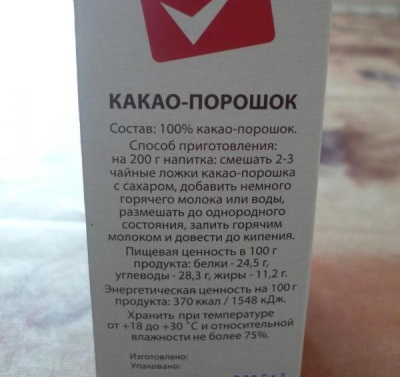 КАКАО-ПОРОШОК
Состав: 100% какао-порошок.
Способ приготовления:
на 200 г напитка: смешать 2-3
чайные ложки какао-порошка
с сахаром, добавить немного
горячего молока или воды,
размешать до однородного
состояния, залить горячим
молоком и довести до кипения.
Пищевая ценность в 100 г
продукта: белки - 24,5 г,
углеводы - 28,3 г, жиры - 11,2 г.
Энергетическая ценность на 100 г
продукта: 370 ккал / 1548 кДж.
Хранить при температуре
от +18 до +30 ˚С и относительной
влажности не более 75%.
Изготовлено:
Упаковано: